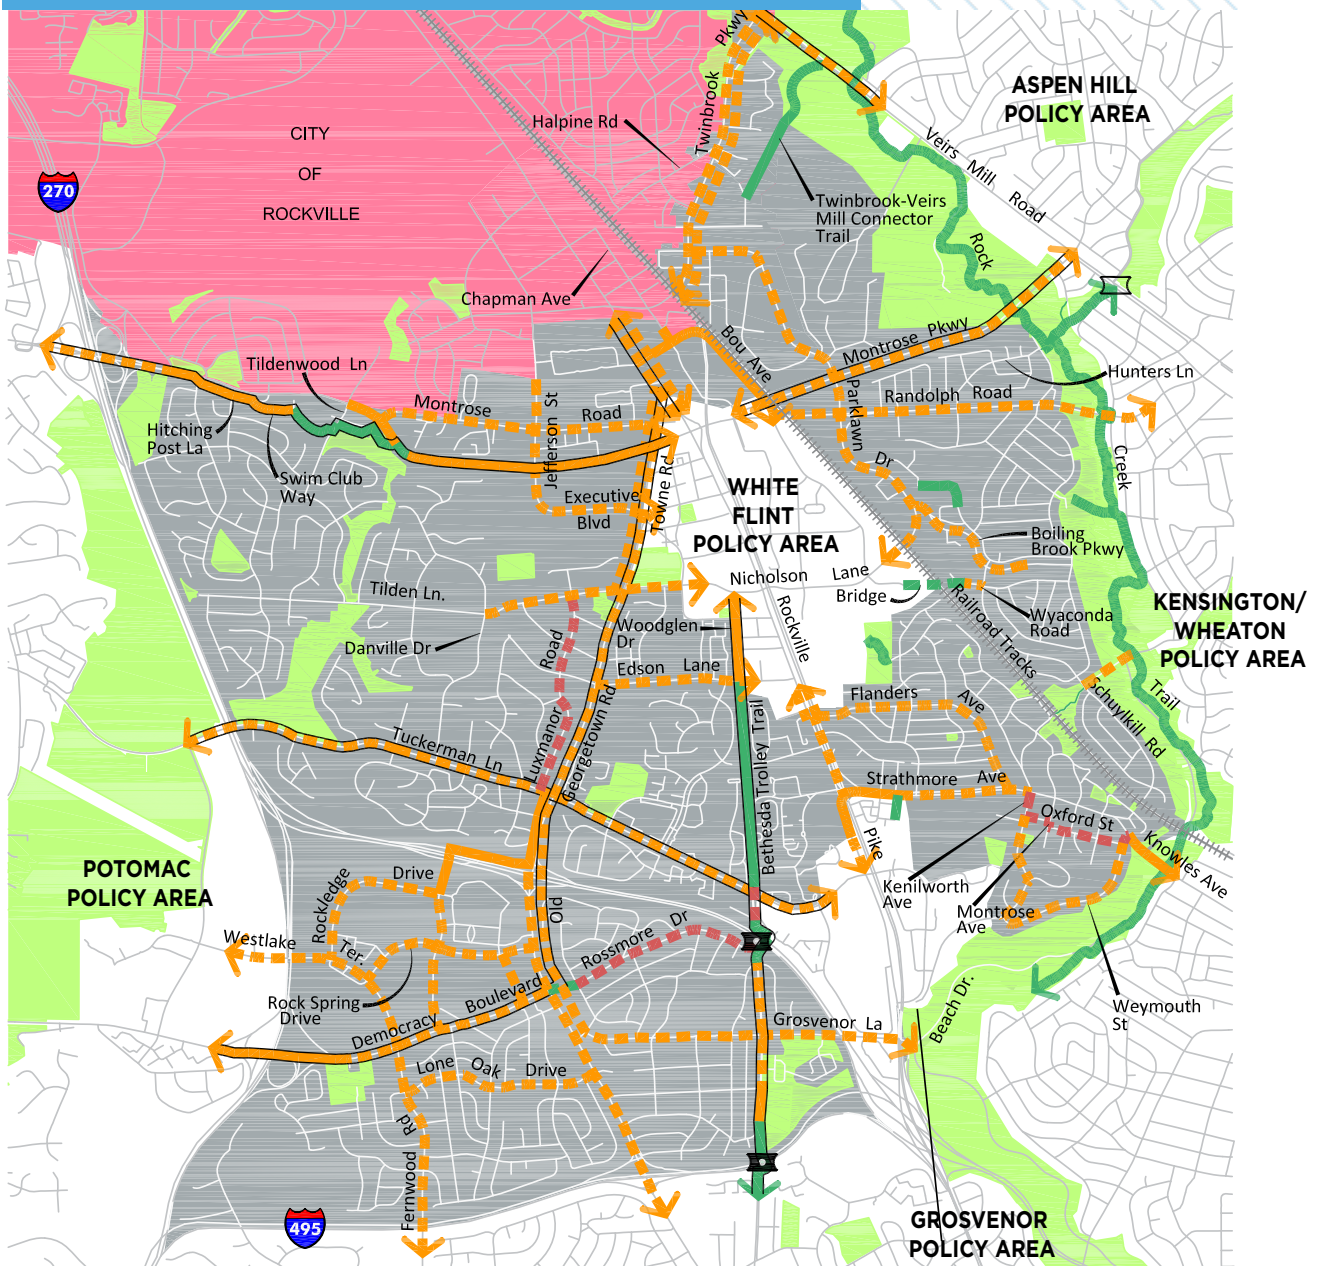 Pkwy
Twinbrook
Halpine Rd
ASPEN HILL
POLICY AREA
CITY
OF
ROCKVILLE
270
Veirs Mill Road
Twinbrook-Veirs
Mill Connector
Trail
Rock
Chapman Ave
Bou Ave
Montrose Pkwy
Tildenwood Ln
Hunters Ln
Montrose Road
Jefferson St
Randolph Road
Parklawn
Dr
Hitching
Post La
Swim Club
Way
Creek
Executive
Blvd
Towne Rd
WHITE
FLINT
POLICY AREA
Boiling
Brook Pkwy
Nicholson Lane
Bridge
Tilden Ln.
Railroad Tracks
Wyaconda
Road
KENSINGTON/
WHEATON
POLICY AREA
Woodglen
Dr
Rockville
Danville Dr
Road
Edson Lane
Flanders Ave
Schuylkill Rd
Trail
Luxmanor
Georgetown Rd
Tuckerman Ln
Bethesda Trolley Trail
Strathmore Ave
Oxford St
Pike
Knowles Ave
POTOMAC
POLICY AREA
Drive
Rockledge
Kenilworth
Ave
Montrose
Ave
Old
Rossmore Dr
Westlake
Ter.
Rock Spring
Drive
Boulevard
Democracy
Beach Dr.
Weymouth
St
Grosvenor La
Lone Oak Drive
Rd
Fernwood
495
GROSVENOR
POLICY AREA